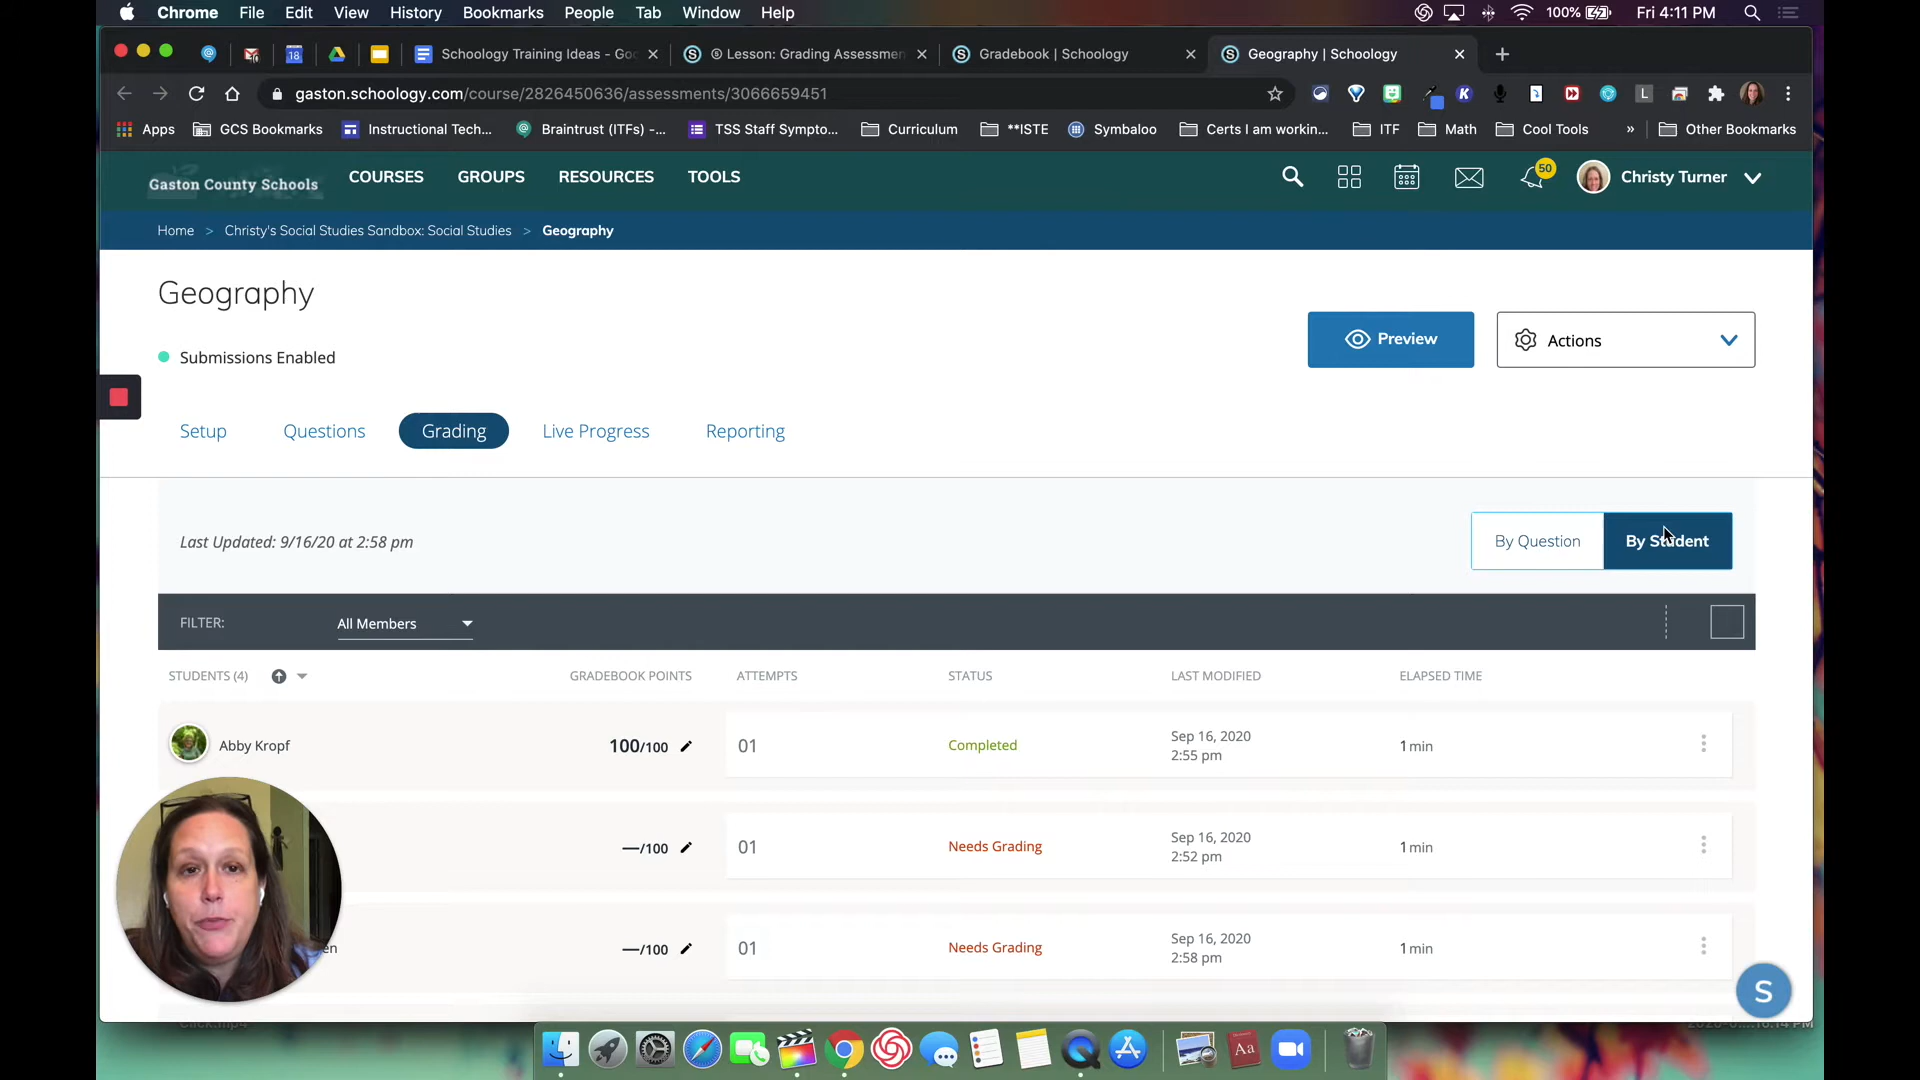 Chrome File Edit View History Bookmarks People Tab Window Help 100% Fri 4:11 PM
18 Schoology Training Ideas - Goo Lesson: Grading Assessmen Gradebook | Schoology Geography | Schoology
gaston.schoology.com/course/2826450636/assessments/3066659451
Apps GCS Bookmarks Instructional Tech... Braintrust (ITFs) -... TSS Staff Sympto... Curriculum **ISTE Symbaloo Certs I am workin... ITF Math Cool Tools » Other Bookmarks
Gaston County Schools COURSES GROUPS RESOURCES TOOLS 50 Christy Turner
Home > Christy's Social Studies Sandbox: Social Studies > Geography
Geography
Preview Actions
Submissions Enabled
Setup Questions Grading Live Progress Reporting
Last Updated: 9/16/20 at 2:58 pm By Question By Student
FILTER: All Members
STUDENTS (4) GRADEBOOK POINTS ATTEMPTS STATUS LAST MODIFIED ELAPSED TIME
Abby Kropf 100/100 01 Completed Sep 16, 2020 1 min
2:55 pm
—/100 01 Needs Grading Sep 16, 2020 1 min
2:52 pm
en —/100 01 Needs Grading Sep 16, 2020 1 min
2:58 pm
S
Aa